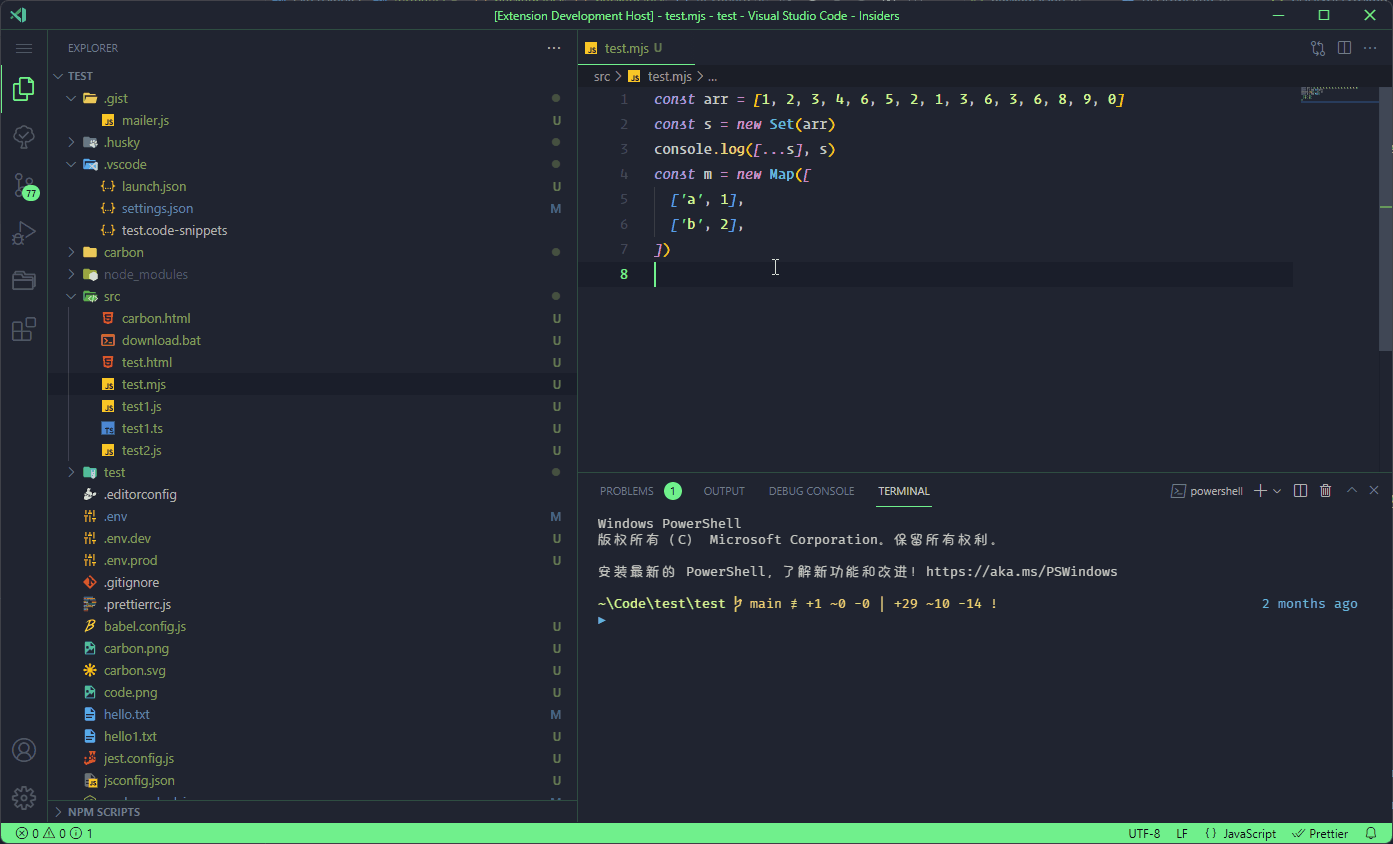 [Extension Development Host] - test.mjs - test - Visual Studio Code - Insiders
EXPLORER
TEST
.gist
mailer.js U
.husky
.vscode
launch.json U
settings.json M
test.code-snippets
carbon
node_modules
src
carbon.html U
download.bat U
test.html U
test.mjs U
test1.js U
test1.ts U
test2.js U
test
.editorconfig
.env M
.env.dev U
.env.prod U
.gitignore
.prettierrc.js
babel.config.js U
carbon.png U
carbon.svg U
code.png U
hello.txt M
hello1.txt U
jest.config.js U
jsconfig.json U
NPM SCRIPTS
77
test.mjs U
src > test.mjs > ...
1 const arr = [1, 2, 3, 4, 6, 5, 2, 1, 3, 6, 3, 6, 8, 9, 0]
2 const s = new Set(arr)
3 console.log([...s], s)
4 const m = new Map([
5 ['a', 1],
6 ['b', 2],
7 ])
8
PROBLEMS 1 OUTPUT DEBUG CONSOLE TERMINAL powershell
Windows PowerShell
版权所有 (C) Microsoft Corporation。保留所有权利。
安装最新的 PowerShell，了解新功能和改进！https://aka.ms/PSWindows
~\Code\test\test main ≢ +1 ~0 -0 | +29 ~10 -14 ! 2 months ago
0 0 1 UTF-8 LF {} JavaScript Prettier